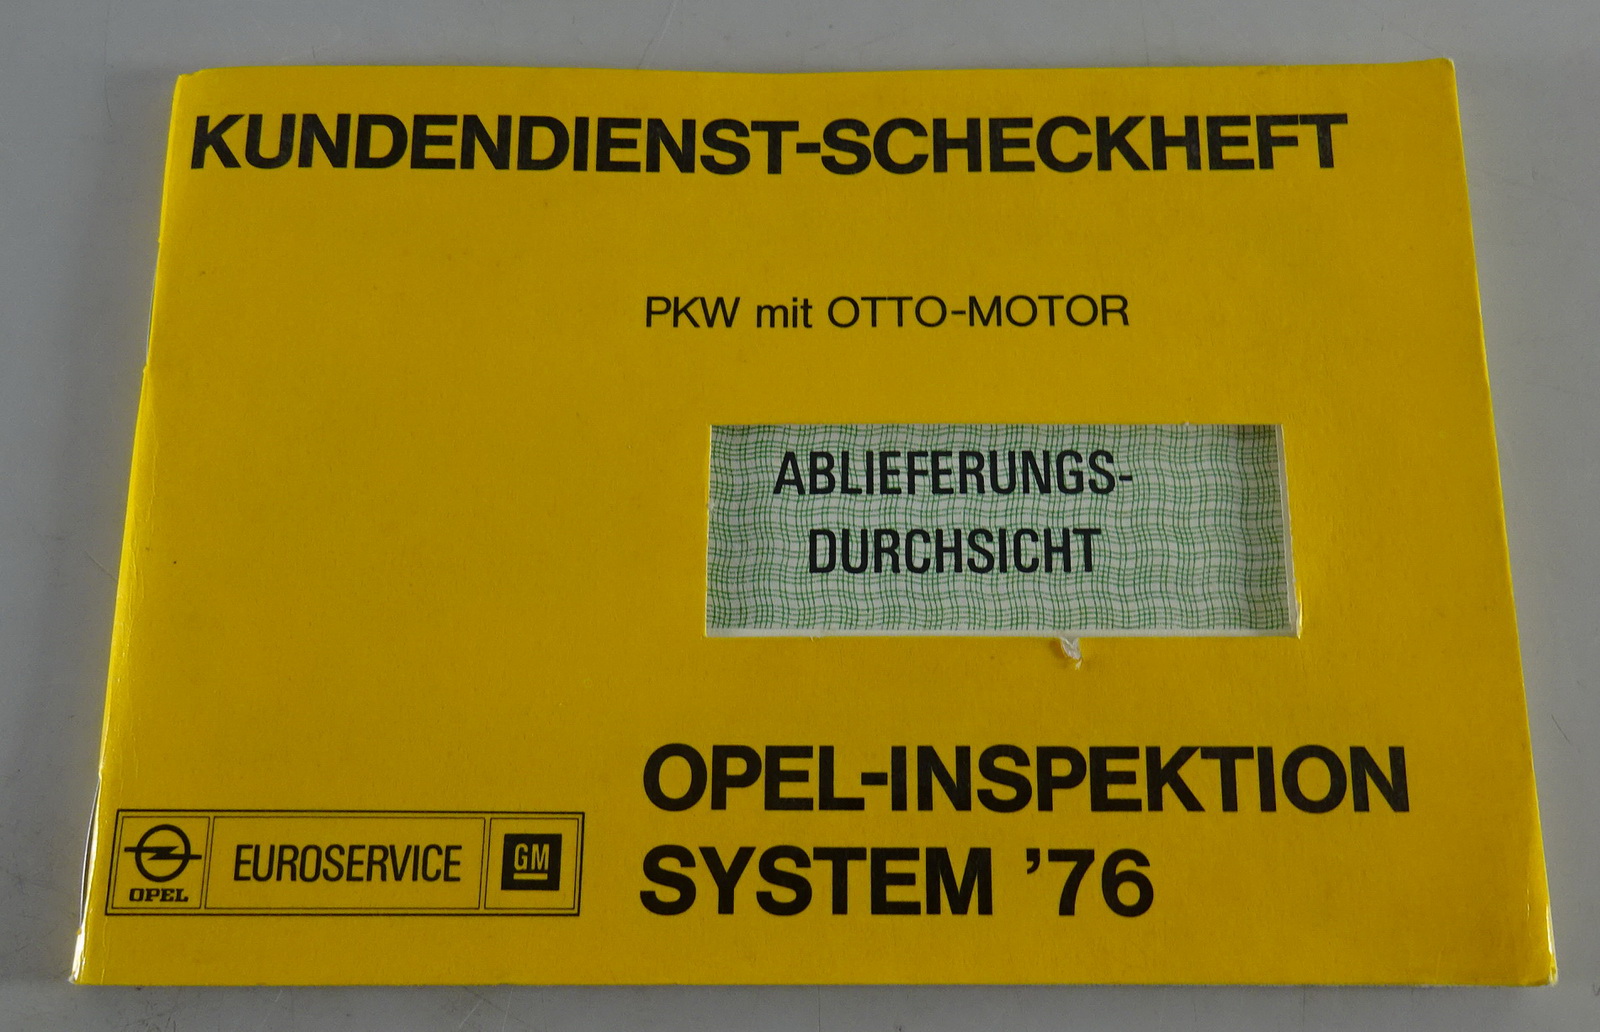 KUNDENDIENST-SCHECKHEFT
PKW mit OTTO-MOTOR
ABLIEFERUNGS-
DURCHSICHT
OPEL-INSPEKTION
SYSTEM '76
OPEL
EUROSERVICE
GM